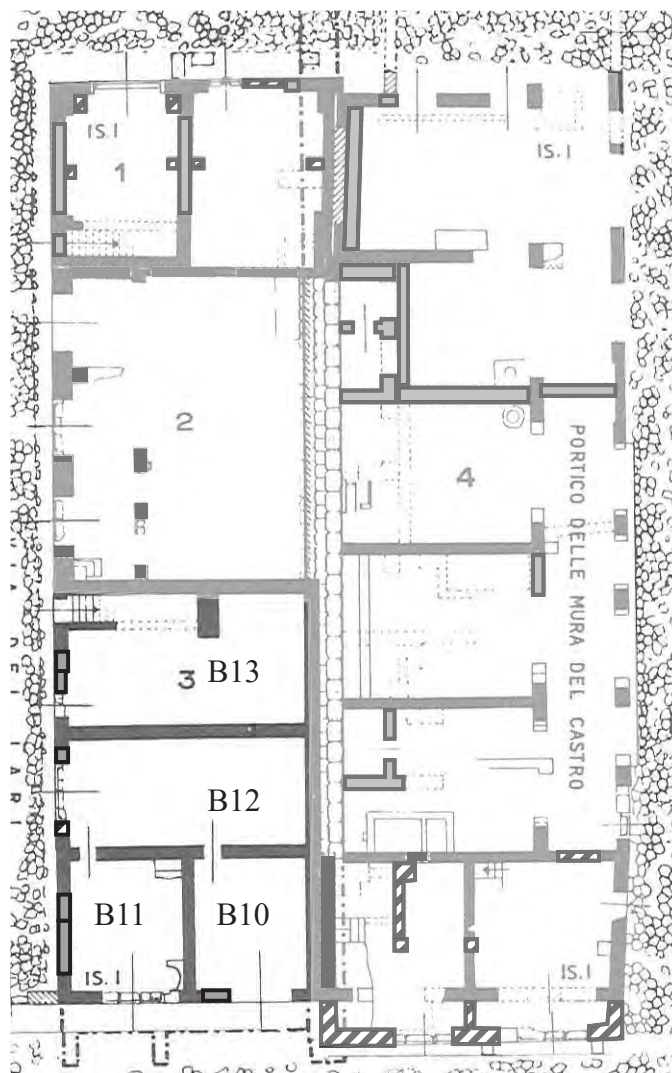 IS.I
1
IS.I
2
4
PORTICO DELLE MURA DEL CASTRO
3
B13
B12
B11
B10
IS.I
IS.I